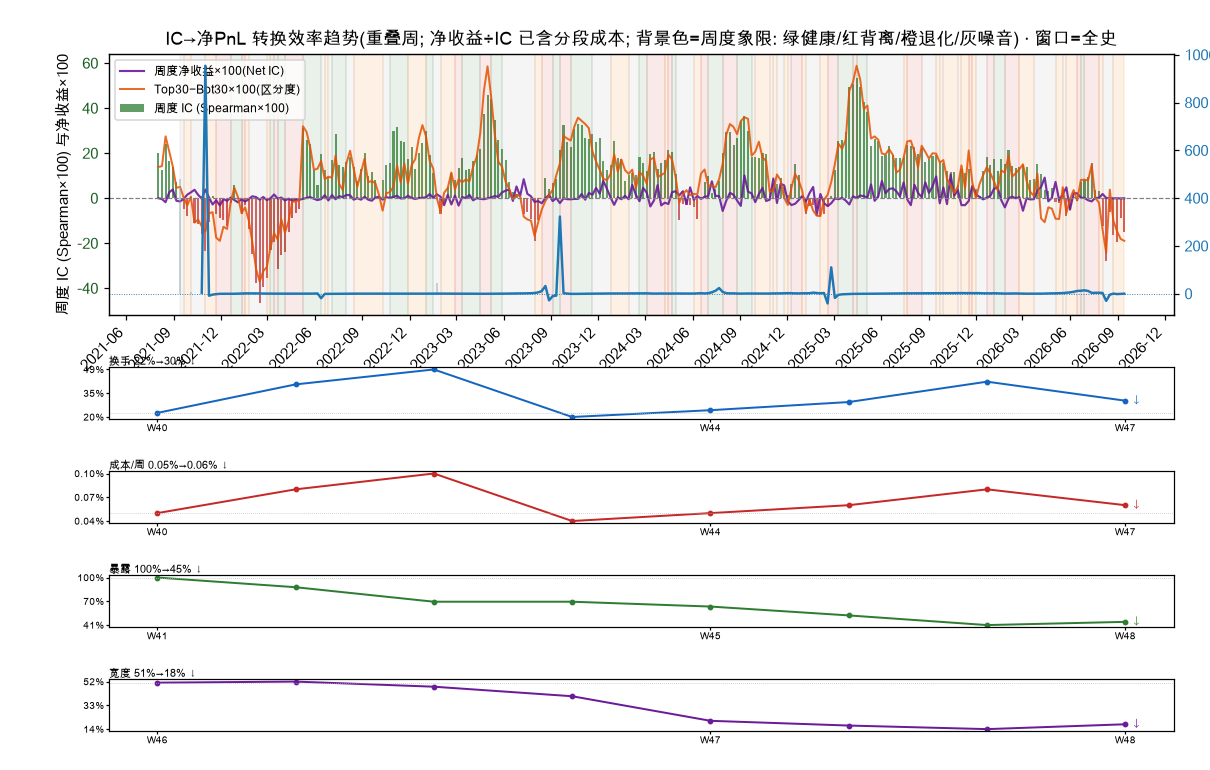 IC→净PnL 转换效率趋势(重叠周; 净收益÷IC 已含分段成本; 背景色=周度象限: 绿健康/红背离/橙退化/灰噪音) · 窗口=全史
周度 IC (Spearman×100) 与净收益×100
周度净收益×100(Net IC)
Top30−Bot30×100(区分度)
周度 IC (Spearman×100)
60
40
20
0
-20
-40
1000
800
600
400
200
0
2021-06
2021-09
2021-12
2022-03
2022-06
2022-09
2022-12
2023-03
2023-06
2023-09
2023-12
2024-03
2024-06
2024-09
2024-12
2025-03
2025-06
2025-09
2025-12
2026-03
2026-06
2026-09
2026-12
49%
35%
20%
W40
W44
W47
↓
成本/周 0.05%→0.06% ↓
0.10%
0.07%
0.04%
W40
W44
W47
↓
暴露 100%→45% ↓
100%
70%
41%
W41
W45
W48
↓
宽度 51%→18% ↓
52%
33%
14%
W46
W47
W48
↓